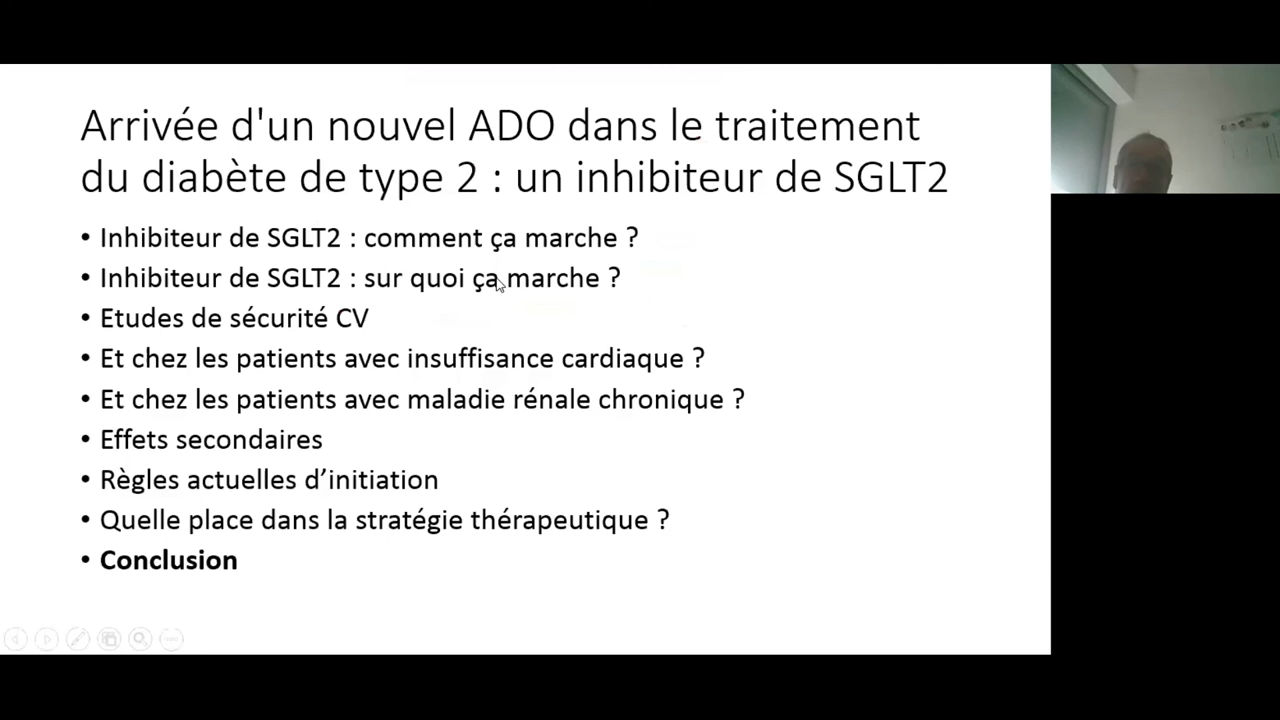 Arrivée d'un nouvel ADO dans le traitement
du diabète de type 2 : un inhibiteur de SGLT2
• Inhibiteur de SGLT2 : comment ça marche ?
• Inhibiteur de SGLT2 : sur quoi ça marche ?
• Etudes de sécurité CV
• Et chez les patients avec insuffisance cardiaque ?
• Et chez les patients avec maladie rénale chronique ?
• Effets secondaires
• Règles actuelles d’initiation
• Quelle place dans la stratégie thérapeutique ?
• Conclusion